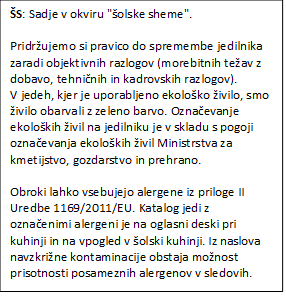 ŠS: Sadje v okviru "šolske sheme".
Pridržujemo si pravico do spremembe jedilnika
zaradi objektivnih razlogov (morebitnih težav z
dobavo, tehničnih in kadrovskih razlogov).
V jedeh, kjer je uporabljeno ekološko živilo, smo
živilo obarvali z zeleno barvo. Označevanje
ekoloških živil na jedilniku je v skladu s pogoji
označevanja ekoloških živil Ministrstva za
kmetijstvo, gozdarstvo in prehrano.
Obroki lahko vsebujejo alergene iz priloge II
Uredbe 1169/2011/EU. Katalog jedi z
označenimi alergeni je na oglasni deski pri
kuhinji in na vpogled v šolski kuhinji. Iz naslova
navzkrižne kontaminacije obstaja možnost
prisotnosti posameznih alergenov v sledovih.